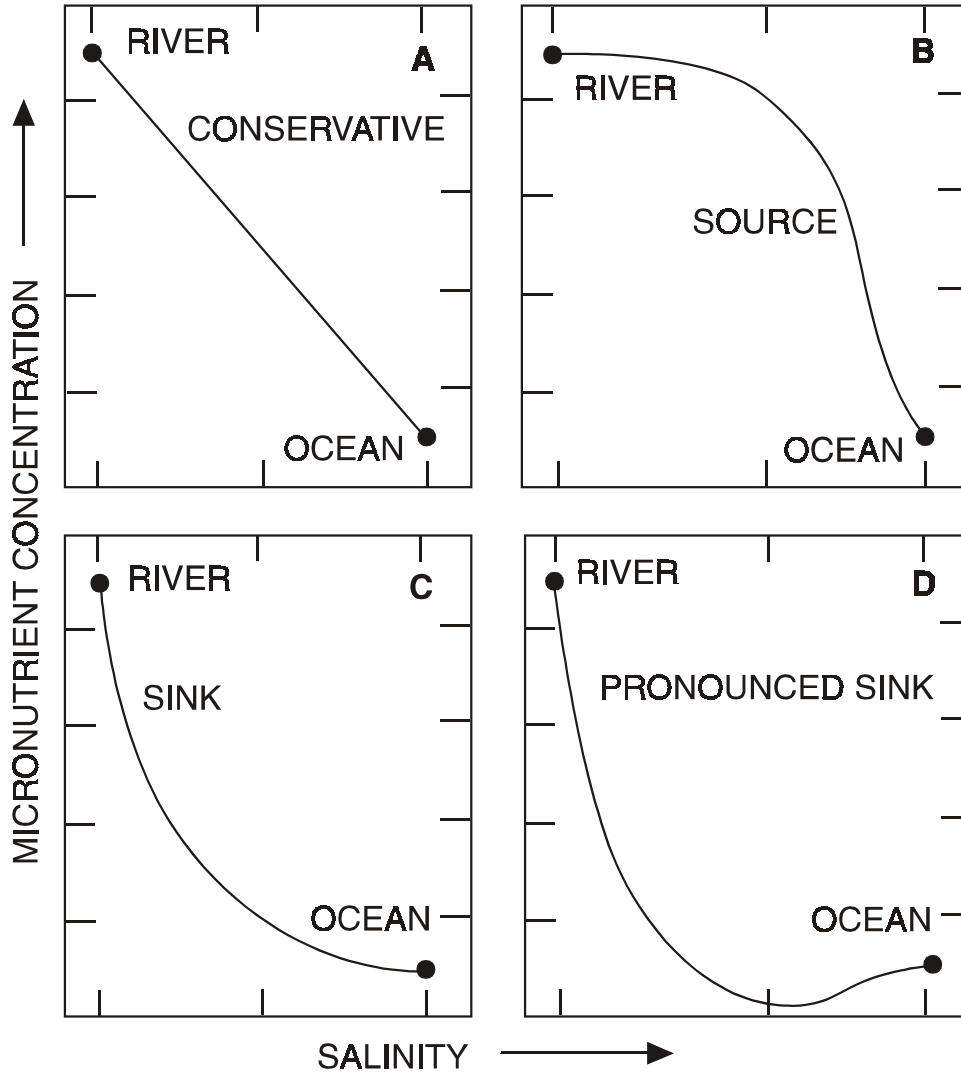 RIVER
A
CONSERVATIVE
OCEAN
B
RIVER
SOURCE
OCEAN
RIVER
C
SINK
OCEAN
RIVER
D
PRONOUNCED SINK
OCEAN
MICRONUTRIENT CONCENTRATION
SALINITY